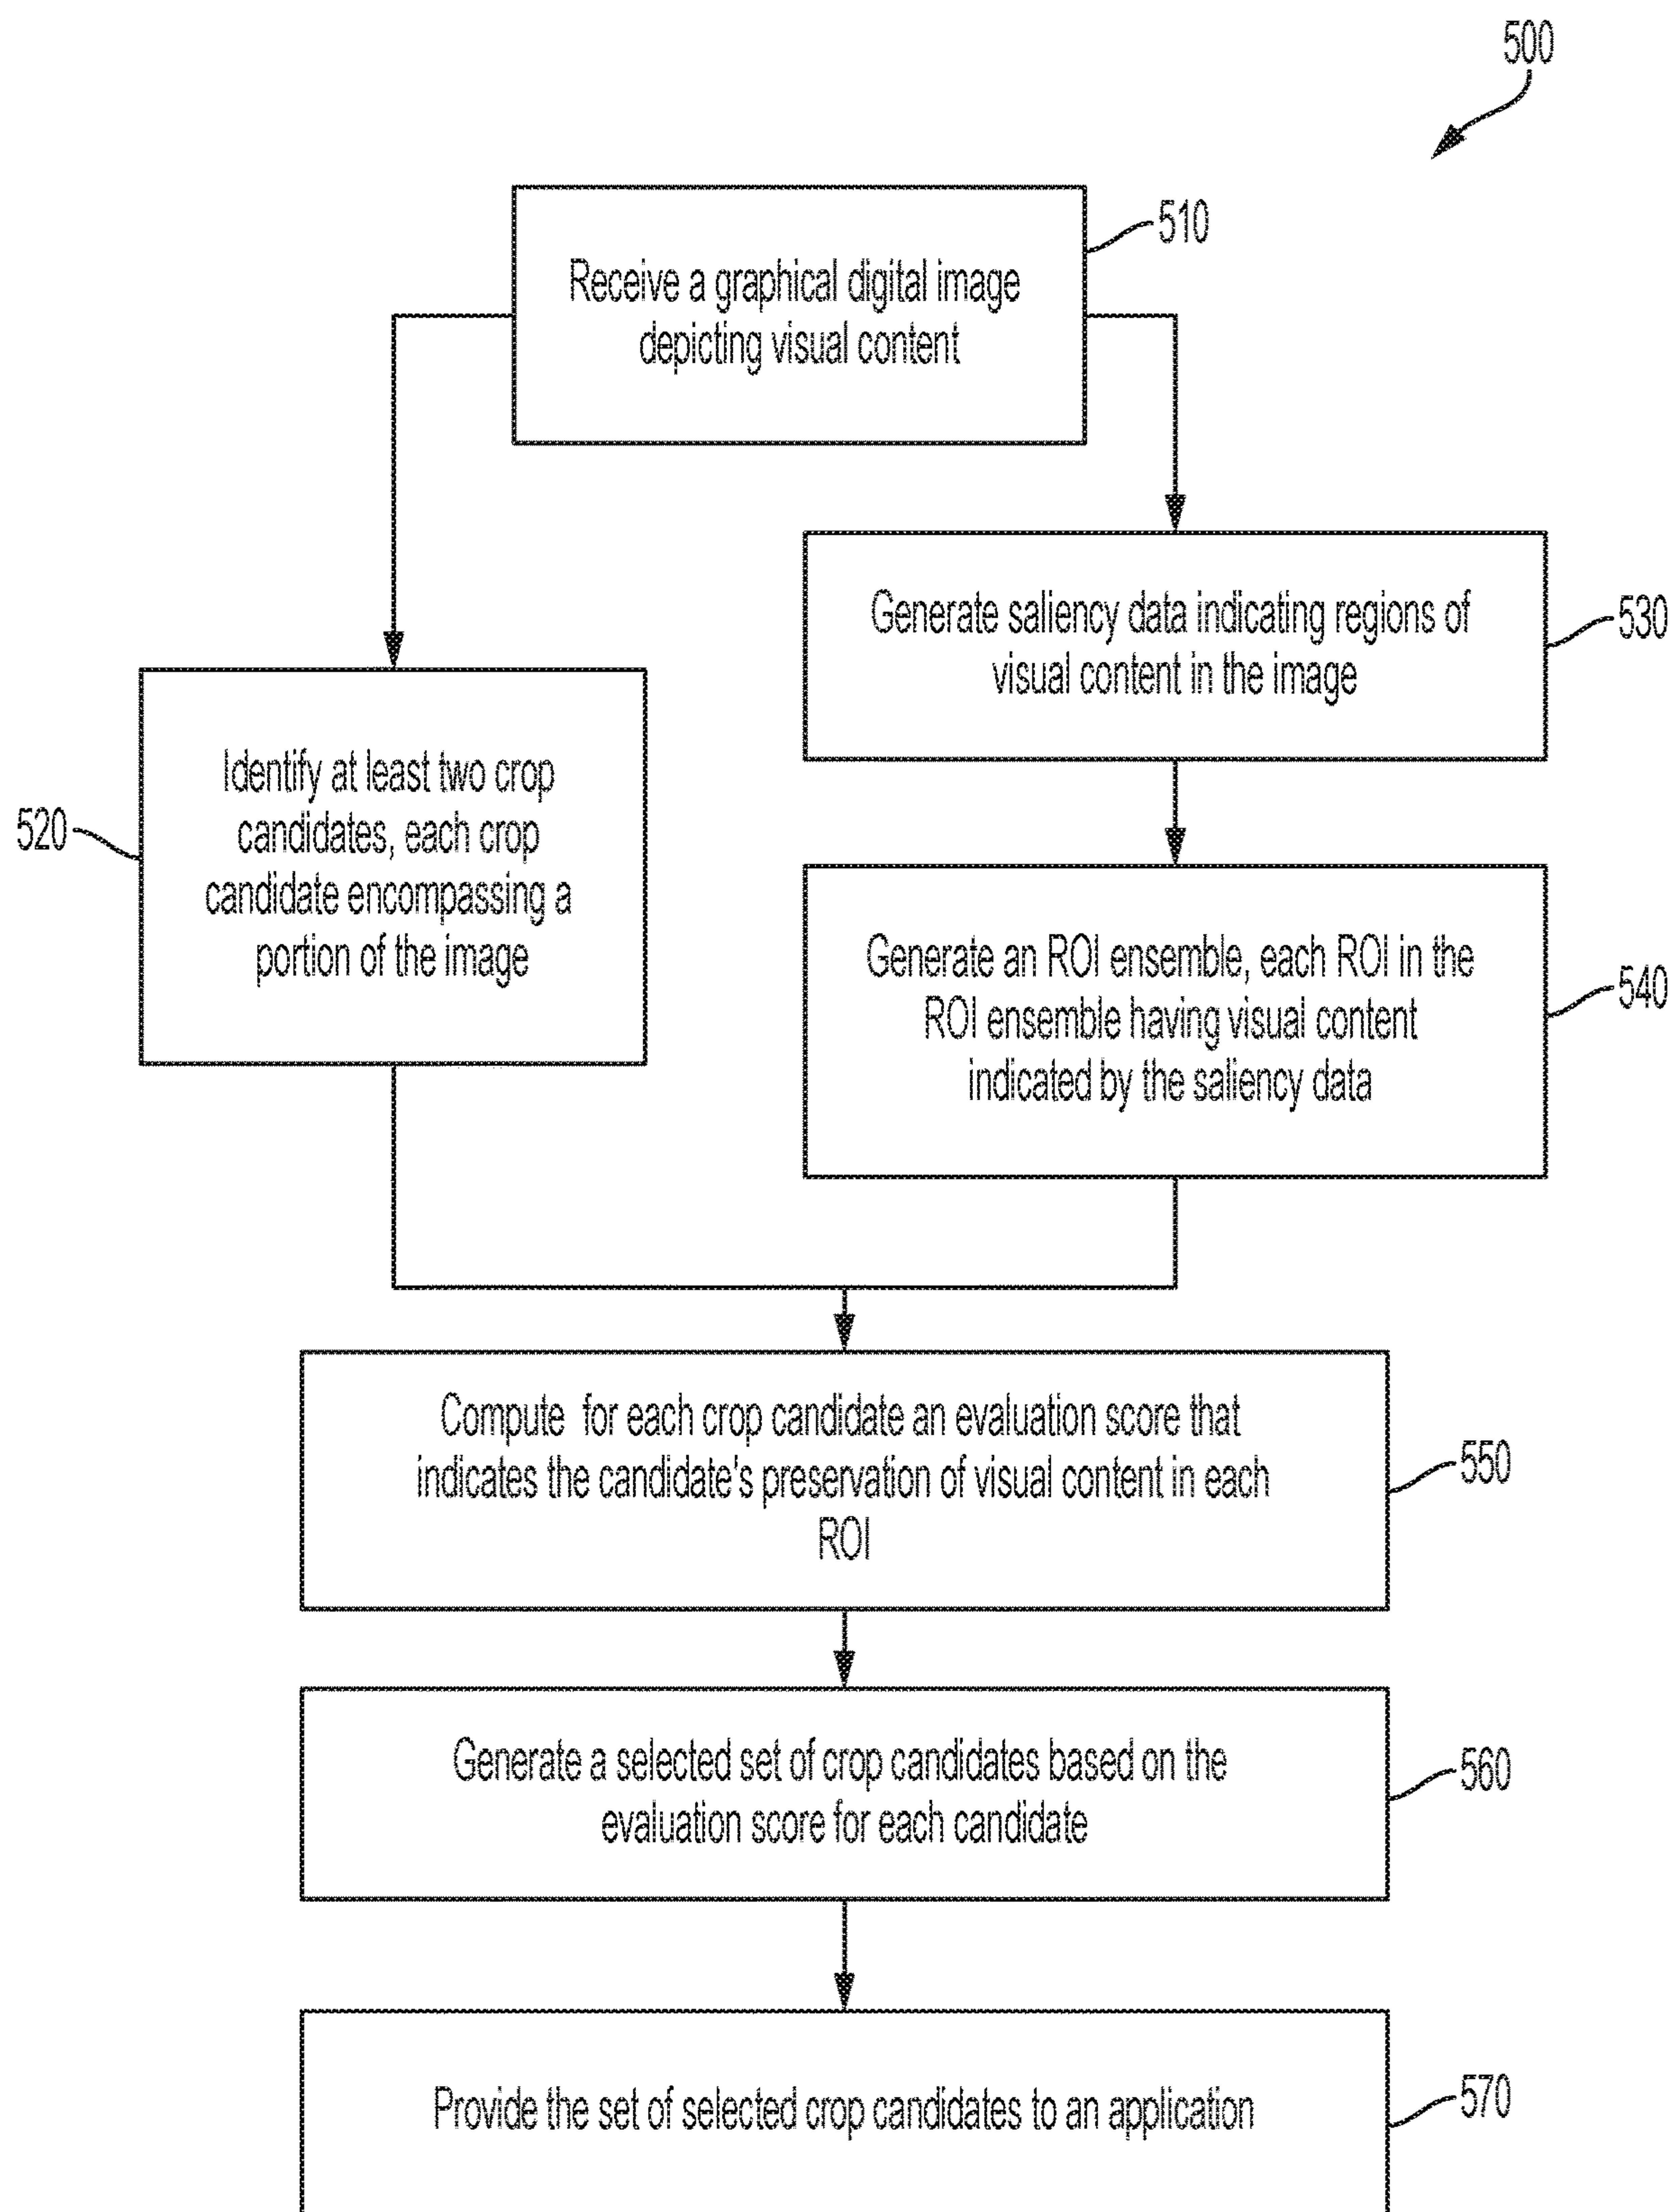 500
510
Receive a graphical digital image
depicting visual content
530
Generate saliency data indicating regions of
visual content in the image
520
Identify at least two crop
candidates, each crop
candidate encompassing a
portion of the image
540
Generate an ROI ensemble, each ROI in the
ROI ensemble having visual content
indicated by the saliency data
550
Compute for each crop candidate an evaluation score that
indicates the candidate's preservation of visual content in each
ROI
560
Generate a selected set of crop candidates based on the
evaluation score for each candidate
570
Provide the set of selected crop candidates to an application